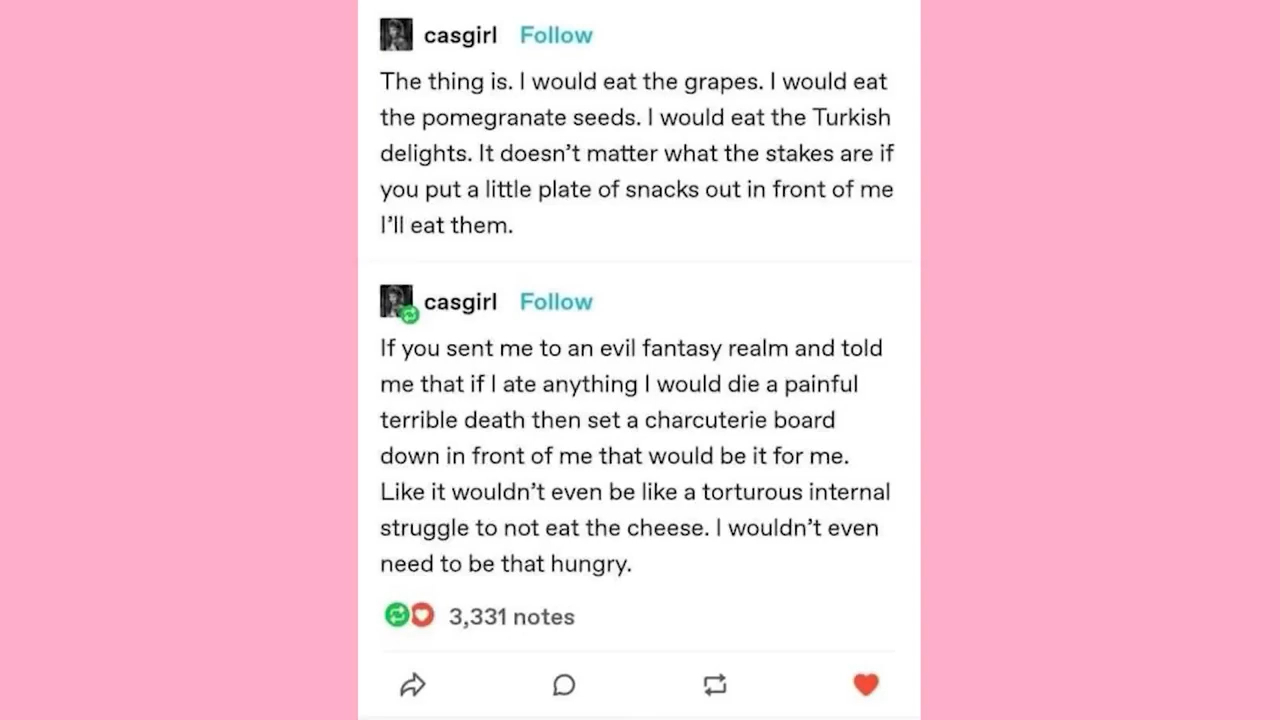 casgirl Follow
The thing is. I would eat the grapes. I would eat
the pomegranate seeds. I would eat the Turkish
delights. It doesn’t matter what the stakes are if
you put a little plate of snacks out in front of me
I’ll eat them.
casgirl Follow
If you sent me to an evil fantasy realm and told
me that if I ate anything I would die a painful
terrible death then set a charcuterie board
down in front of me that would be it for me.
Like it wouldn’t even be like a torturous internal
struggle to not eat the cheese. I wouldn’t even
need to be that hungry.
3,331 notes